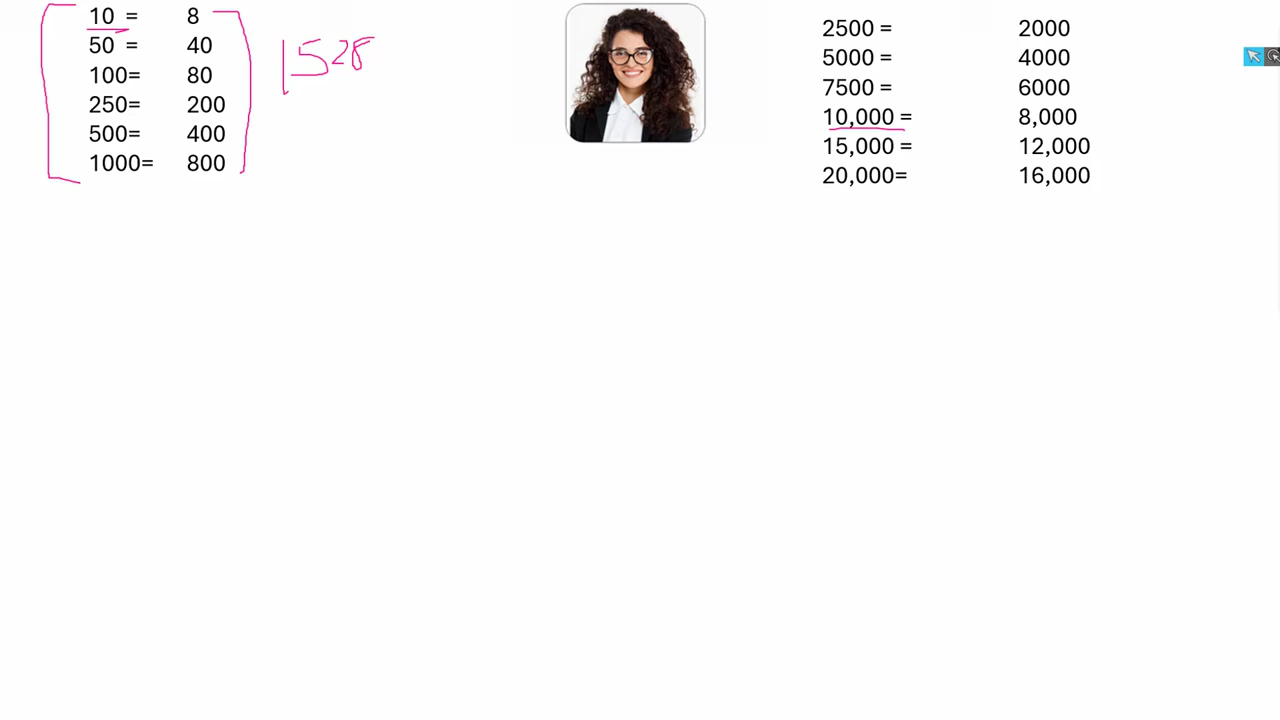 10 = 8
50 = 40
100= 80
250= 200
500= 400
1000= 800
1528
2500 = 2000
5000 = 4000
7500 = 6000
10,000 = 8,000
15,000 = 12,000
20,000= 16,000